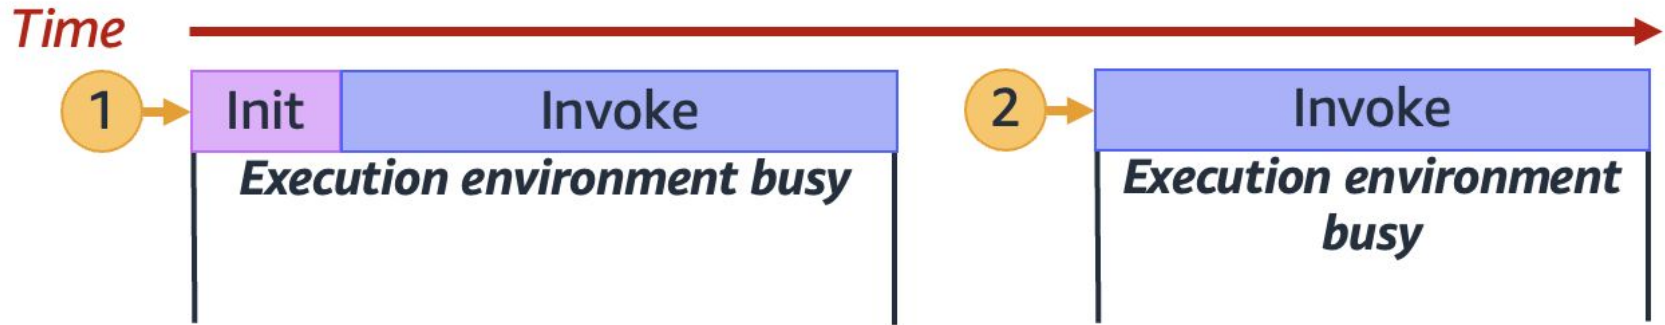 Time
1
Init
Invoke
2
Invoke
Execution environment busy
Execution environment
busy